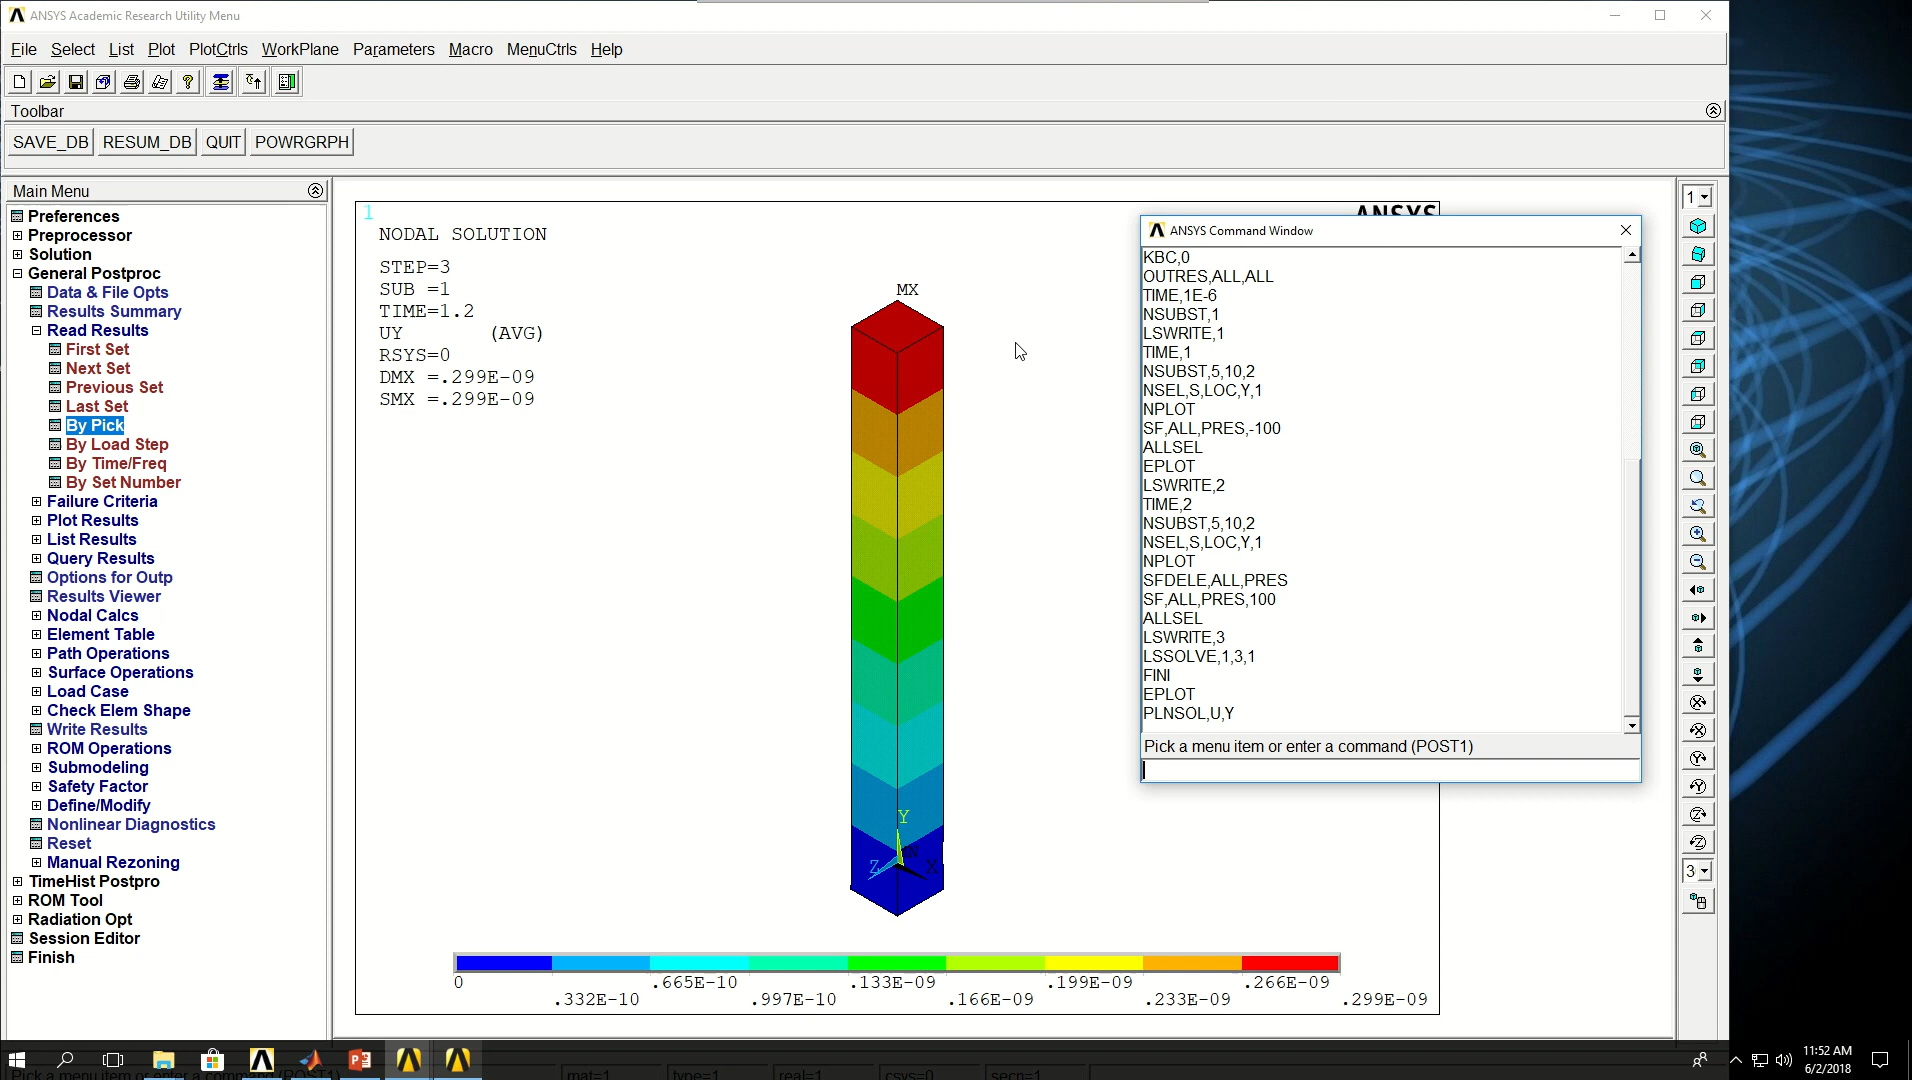 ANSYS Academic Research Utility Menu
File Select List Plot PlotCtrls WorkPlane Parameters Macro MenuCtrls Help
Toolbar
SAVE_DB RESUM_DB QUIT POWRGRPH
Main Menu
Preferences
Preprocessor
Solution
General Postproc
Data & File Opts
Results Summary
Read Results
First Set
Next Set
Previous Set
Last Set
By Pick
By Load Step
By Time/Freq
By Set Number
Failure Criteria
Plot Results
List Results
Query Results
Options for Outp
Results Viewer
Nodal Calcs
Element Table
Path Operations
Surface Operations
Load Case
Check Elem Shape
Write Results
ROM Operations
Submodeling
Safety Factor
Define/Modify
Nonlinear Diagnostics
Reset
Manual Rezoning
TimeHist Postpro
ROM Tool
Radiation Opt
Session Editor
Finish
1
NODAL SOLUTION
STEP=3
SUB =1
TIME=1.2
UY (AVG)
RSYS=0
DMX =.299E-09
SMX =.299E-09
ANSYS
MX
Y
Z
X
0
.332E-10
.665E-10
.997E-10
.133E-09
.166E-09
.199E-09
.233E-09
.266E-09
.299E-09
ANSYS Command Window
KBC,0
OUTRES,ALL,ALL
TIME,1E-6
NSUBST,1
LSWRITE,1
TIME,1
NSUBST,5,10,2
NSEL,S,LOC,Y,1
NPLOT
SF,ALL,PRES,-100
ALLSEL
EPLOT
LSWRITE,2
TIME,2
NSUBST,5,10,2
NSEL,S,LOC,Y,1
NPLOT
SFDELE,ALL,PRES
SF,ALL,PRES,100
ALLSEL
LSWRITE,3
LSSOLVE,1,3,1
FINI
EPLOT
PLNSOL,U,Y
Pick a menu item or enter a command (POST1)
1
3
Pick a menu item or enter a command (POST1)
mat=1 type=1 real=1 csys=0 secn=1
11:52 AM
6/2/2018